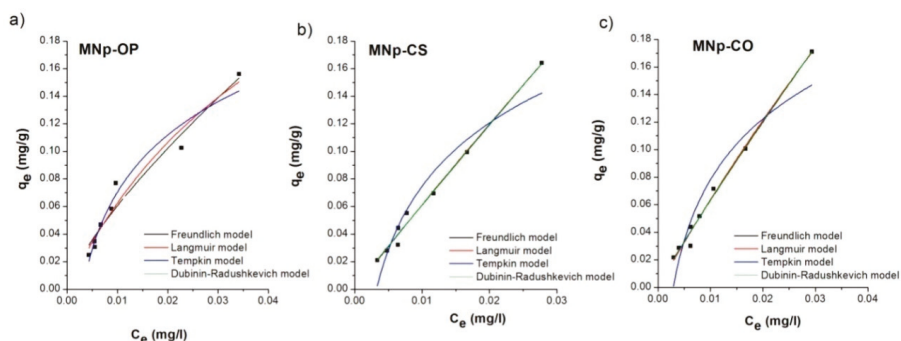 a)
MNp-OP
0.18
0.16
0.14
0.12
0.10
0.08
0.06
0.04
0.02
0.00
qe (mg/g)
Freundlich model
Langmuir model
Tempkin model
Dubinin-Radushkevich model
0.00 0.01 0.02 0.03 0.04
Ce (mg/l)
b)
MNp-CS
0.18
0.16
0.14
0.12
0.10
0.08
0.06
0.04
0.02
0.00
qe (mg/g)
Freundlich model
Langmuir model
Tempkin model
Dubinin-Radushkevich model
0.00 0.01 0.02 0.03
Ce (mg/l)
c)
MNp-CO
0.18
0.16
0.14
0.12
0.10
0.08
0.06
0.04
0.02
0.00
qe (mg/g)
Freundlich model
Langmuir model
Tempkin model
Dubinin-Radushkevich model
0.00 0.01 0.02 0.03
Ce (mg/l)